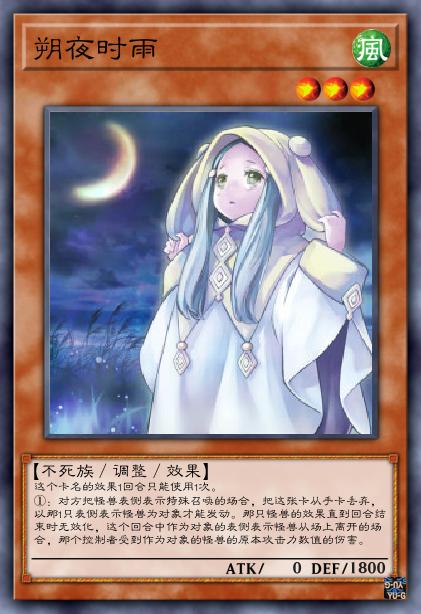 朔夜时雨
風
【不死族／调整／效果】
这个卡名的效果1回合只能使用1次。
①：对方把怪兽表侧表示特殊召唤的场合，把这张卡从手卡丢弃，
以那1只表侧表示怪兽为对象才能发动。那只怪兽的效果直到回合结
束时无效化，这个回合中作为对象的表侧表示怪兽从场上离开的场
合，那个控制者受到作为对象的怪兽的原本攻击力数值的伤害。
ATK/ 0 DEF/1800
YU-G